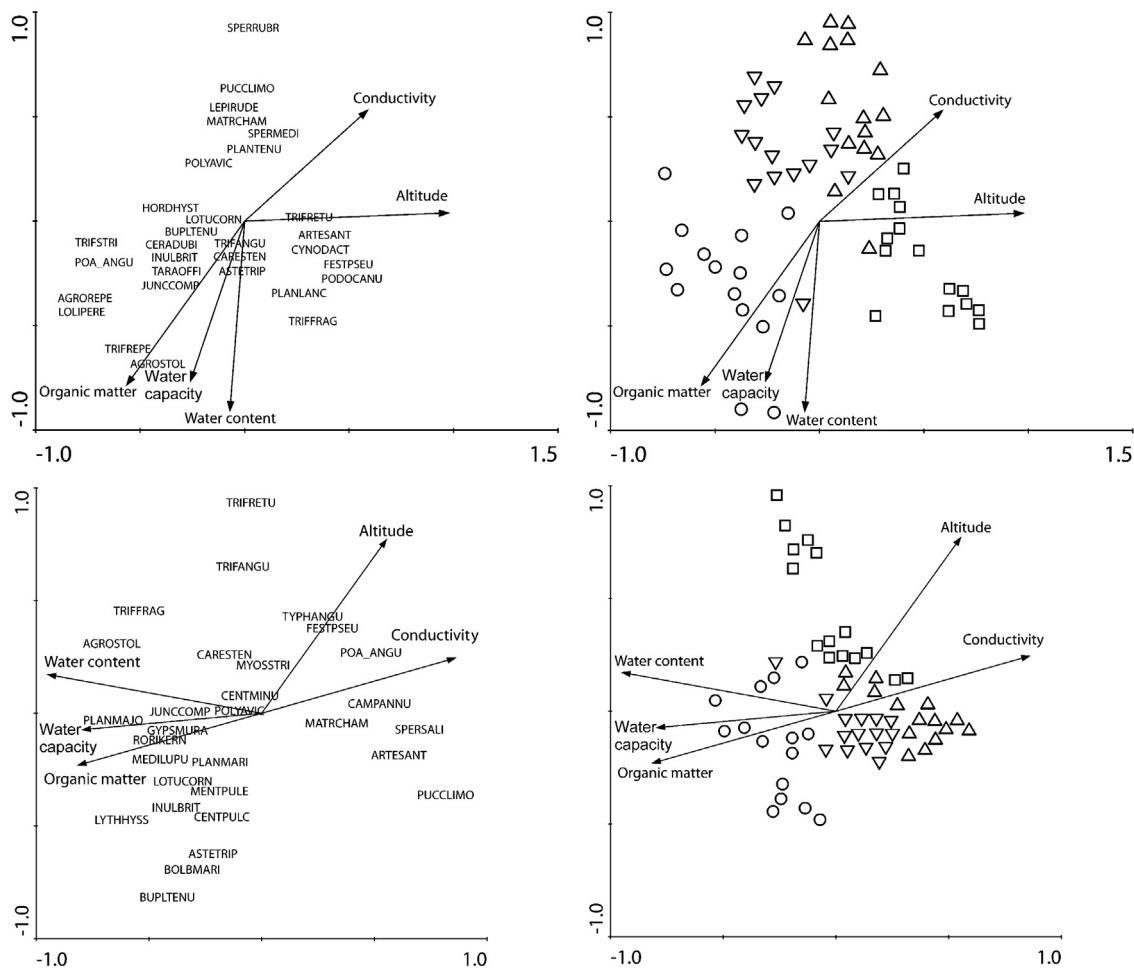 1.0
SPERRUBR
PUCCLIMO
LEPIRUDE
MATRCHAM
SPERMEDI
PLANTENU
POLYAVIC
Conductivity
Altitude
HORDHYST
LOTUCORN
TRIFRETU
BUPLTENU
ARTESANT
TRIFSTRI
CERADUBI
TRIFANGU
CYNODACT
POA_ANGU
INULBRIT
CARESTEN
FESTPSEU
TARAOFFI
ASTETRIP
PODOCANU
JUNCCOMP
PLANLANC
AGROREPE
LOLIPERE
TRIFFRAG
TRIFREPE
AGROSTOL
Organic matter
Water
capacity
Water content
-1.0
-1.0
1.5
1.0
Conductivity
Altitude
Organic matter
Water
capacity
Water content
-1.0
-1.0
1.5
1.0
TRIFRETU
Altitude
TRIFANGU
TRIFFRAG
TYPHANGU
FESTPSEU
AGROSTOL
Conductivity
Water content
CARESTEN
POA_ANGU
MYOSSTRI
CENTMINU
CAMPANNU
JUNCCOMP
POLYAVIC
PLANMAJO
MATRCHAM
Water
capacity
GYPSMURA
SPERSALI
RORIKERN
ARTESANT
MEDILUPU
PLANMARI
Organic matter
LOTUCORN
MENTPULE
PUCCLIMO
INULBRIT
LYTHHYSS
CENTPULC
ASTETRIP
BOLBMARI
BUPLTENU
-1.0
-1.0
1.0
1.0
Altitude
Conductivity
Water content
Water
capacity
Organic matter
-1.0
-1.0
1.0